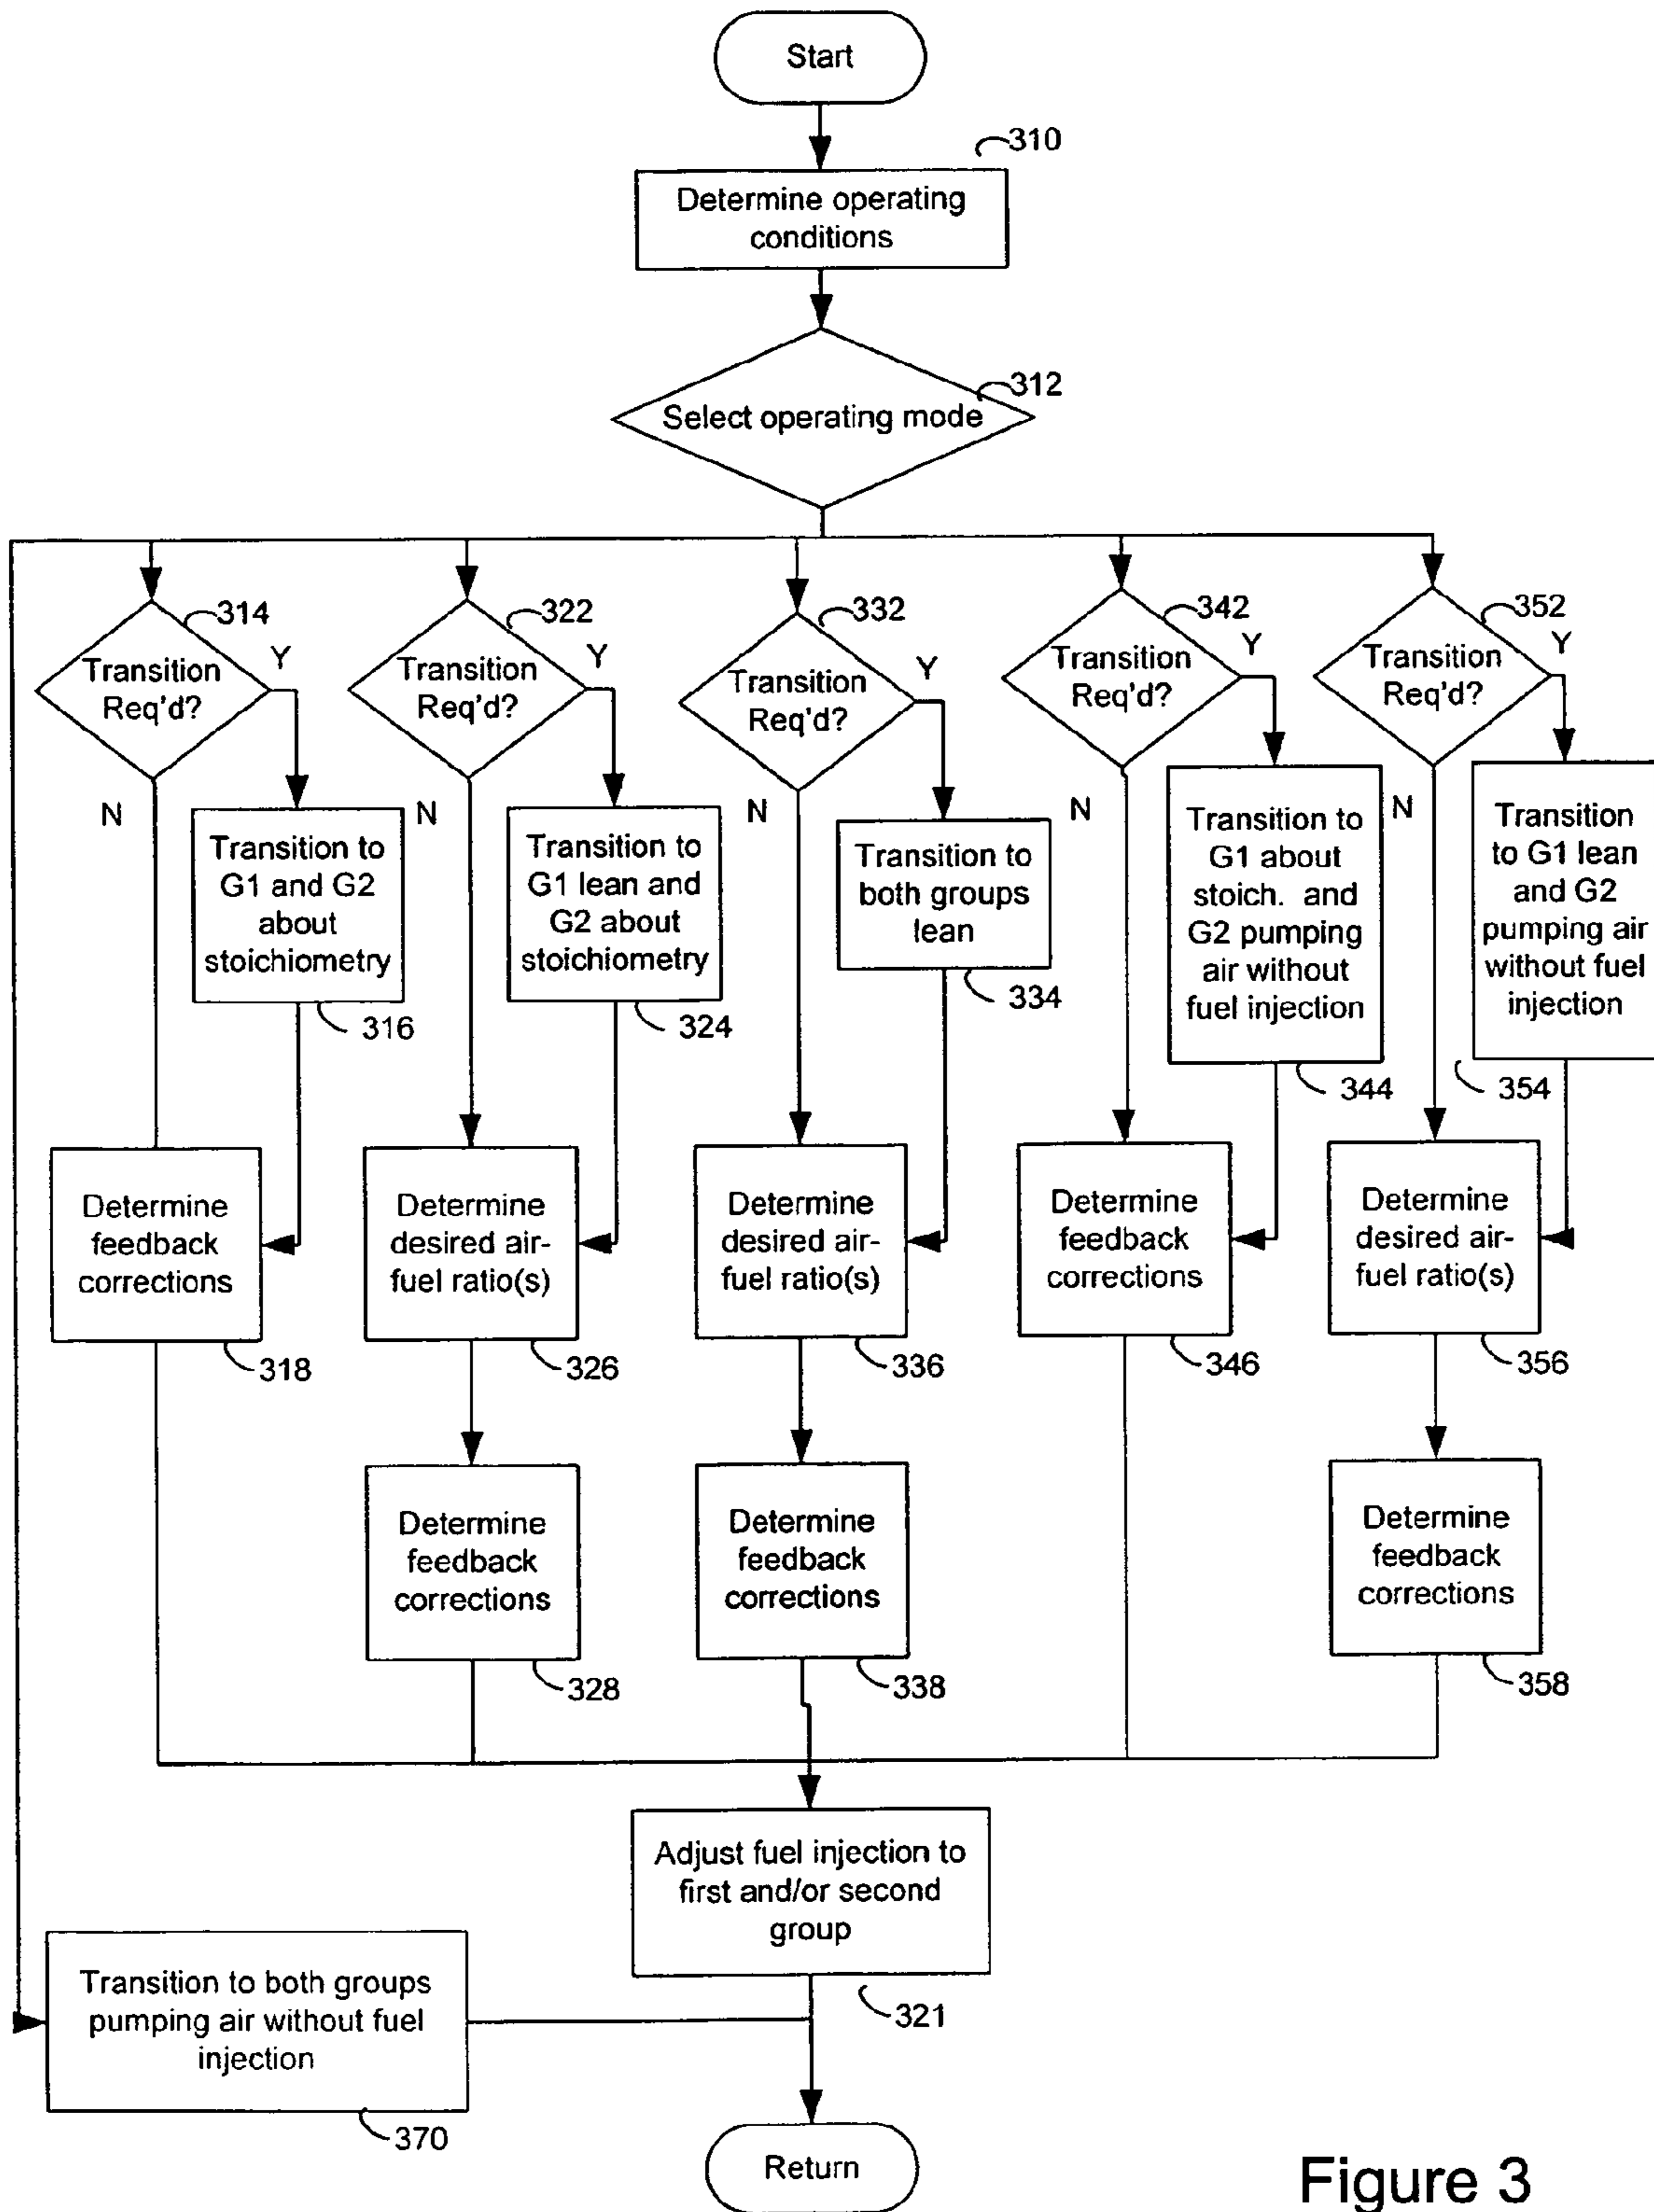 Start
310
Determine operating
conditions
312
Select operating mode
314
Transition
Req'd?
Y
N
322
Transition
Req'd?
Y
N
332
Transition
Req'd?
Y
N
342
Transition
Req'd?
Y
N
352
Transition
Req'd?
Y
N
Transition to
G1 and G2
about
stoichiometry
316
Transition to
G1 lean and
G2 about
stoichiometry
324
Transition to
both groups
lean
334
Transition to
G1 about
stoich. and
G2 pumping
air without
fuel injection
344
Transition
to G1 lean
and G2
pumping air
without fuel
injection
354
Determine
feedback
corrections
318
Determine
desired air-
fuel ratio(s)
326
Determine
desired air-
fuel ratio(s)
336
Determine
feedback
corrections
346
Determine
desired air-
fuel ratio(s)
356
Determine
feedback
corrections
328
Determine
feedback
corrections
338
Determine
feedback
corrections
358
Adjust fuel injection to
first and/or second
group
321
Transition to both groups
pumping air without fuel
injection
370
Return
Figure 3